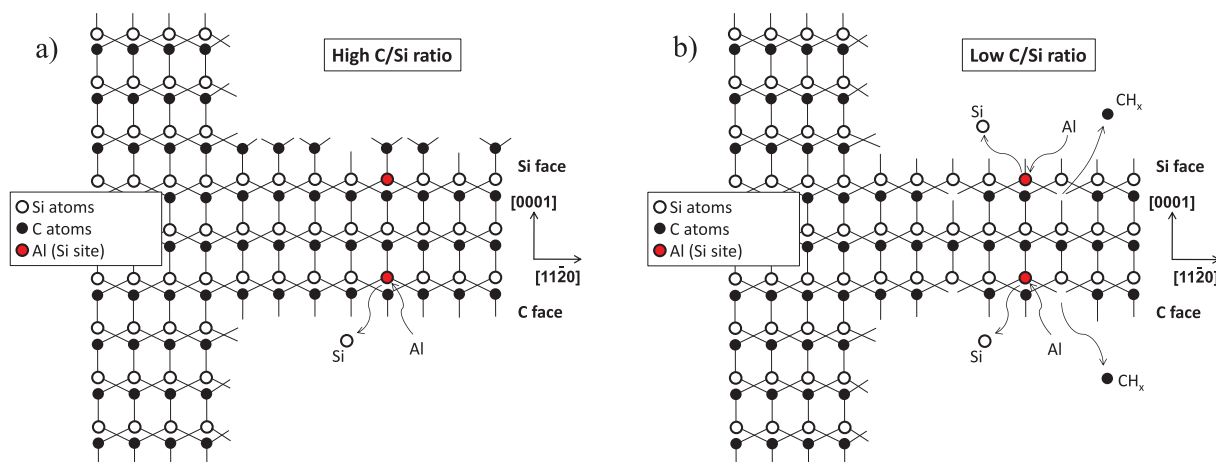 a)
High C/Si ratio
Si face
[0001]
Si atoms
C atoms
Al (Si site)
[112̅0]
C face
Si
Al
b)
Low C/Si ratio
Si
Al
CHx
Si face
[0001]
Si atoms
C atoms
Al (Si site)
[112̅0]
C face
Si
Al
CHx